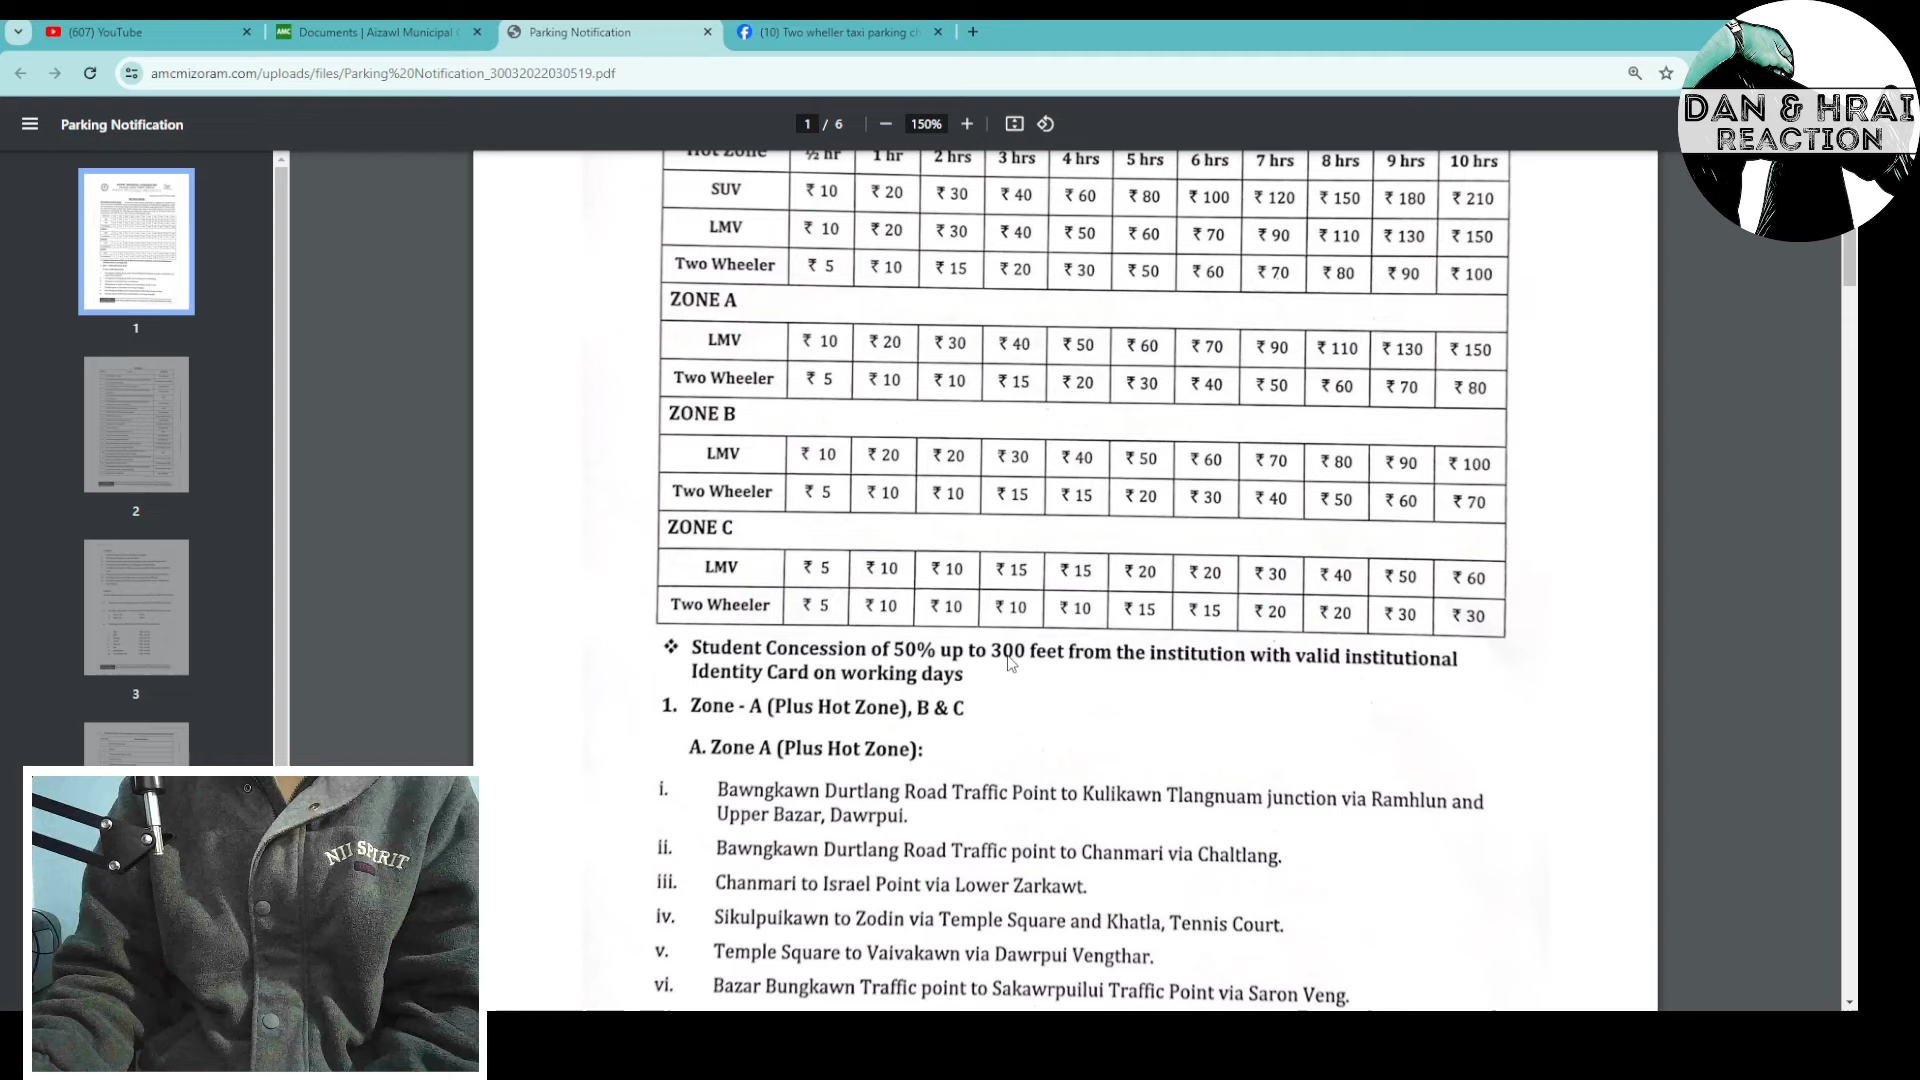 (607) YouTube
AMC Documents | Aizawl Municipal C
Parking Notification
(10) Two wheller taxi parking ch
amcmizoram.com/uploads/files/Parking%20Notification_30032022030519.pdf
DAN & HRAI
REACTION
Parking Notification
1 / 6
150%
Hot Zone ½ hr 1 hr 2 hrs 3 hrs 4 hrs 5 hrs 6 hrs 7 hrs 8 hrs 9 hrs 10 hrs
SUV ₹ 10 ₹ 20 ₹ 30 ₹ 40 ₹ 60 ₹ 80 ₹ 100 ₹ 120 ₹ 150 ₹ 180 ₹ 210
LMV ₹ 10 ₹ 20 ₹ 30 ₹ 40 ₹ 50 ₹ 60 ₹ 70 ₹ 90 ₹ 110 ₹ 130 ₹ 150
Two Wheeler ₹ 5 ₹ 10 ₹ 15 ₹ 20 ₹ 30 ₹ 50 ₹ 60 ₹ 70 ₹ 80 ₹ 90 ₹ 100
ZONE A
LMV ₹ 10 ₹ 20 ₹ 30 ₹ 40 ₹ 50 ₹ 60 ₹ 70 ₹ 90 ₹ 110 ₹ 130 ₹ 150
Two Wheeler ₹ 5 ₹ 10 ₹ 10 ₹ 15 ₹ 20 ₹ 30 ₹ 40 ₹ 50 ₹ 60 ₹ 70 ₹ 80
ZONE B
LMV ₹ 10 ₹ 20 ₹ 20 ₹ 30 ₹ 40 ₹ 50 ₹ 60 ₹ 70 ₹ 80 ₹ 90 ₹ 100
Two Wheeler ₹ 5 ₹ 10 ₹ 10 ₹ 15 ₹ 15 ₹ 20 ₹ 30 ₹ 40 ₹ 50 ₹ 60 ₹ 70
ZONE C
LMV ₹ 5 ₹ 10 ₹ 10 ₹ 15 ₹ 15 ₹ 20 ₹ 20 ₹ 30 ₹ 40 ₹ 50 ₹ 60
Two Wheeler ₹ 5 ₹ 10 ₹ 10 ₹ 10 ₹ 10 ₹ 15 ₹ 15 ₹ 20 ₹ 20 ₹ 30 ₹ 30
❖ Student Concession of 50% up to 300 feet from the institution with valid institutional
Identity Card on working days
1. Zone - A (Plus Hot Zone), B & C
A. Zone A (Plus Hot Zone):
i. Bawngkawn Durtlang Road Traffic Point to Kulikawn Tlangnuam junction via Ramhlun and
Upper Bazar, Dawrpui.
ii. Bawngkawn Durtlang Road Traffic point to Chanmari via Chaltlang.
iii. Chanmari to Israel Point via Lower Zarkawt.
iv. Sikulpuikawn to Zodin via Temple Square and Khatla, Tennis Court.
v. Temple Square to Vaivakawn via Dawrpui Vengthar.
vi. Bazar Bungkawn Traffic point to Sakawrpuilui Traffic Point via Saron Veng.
1
2
3
NII SPIRIT